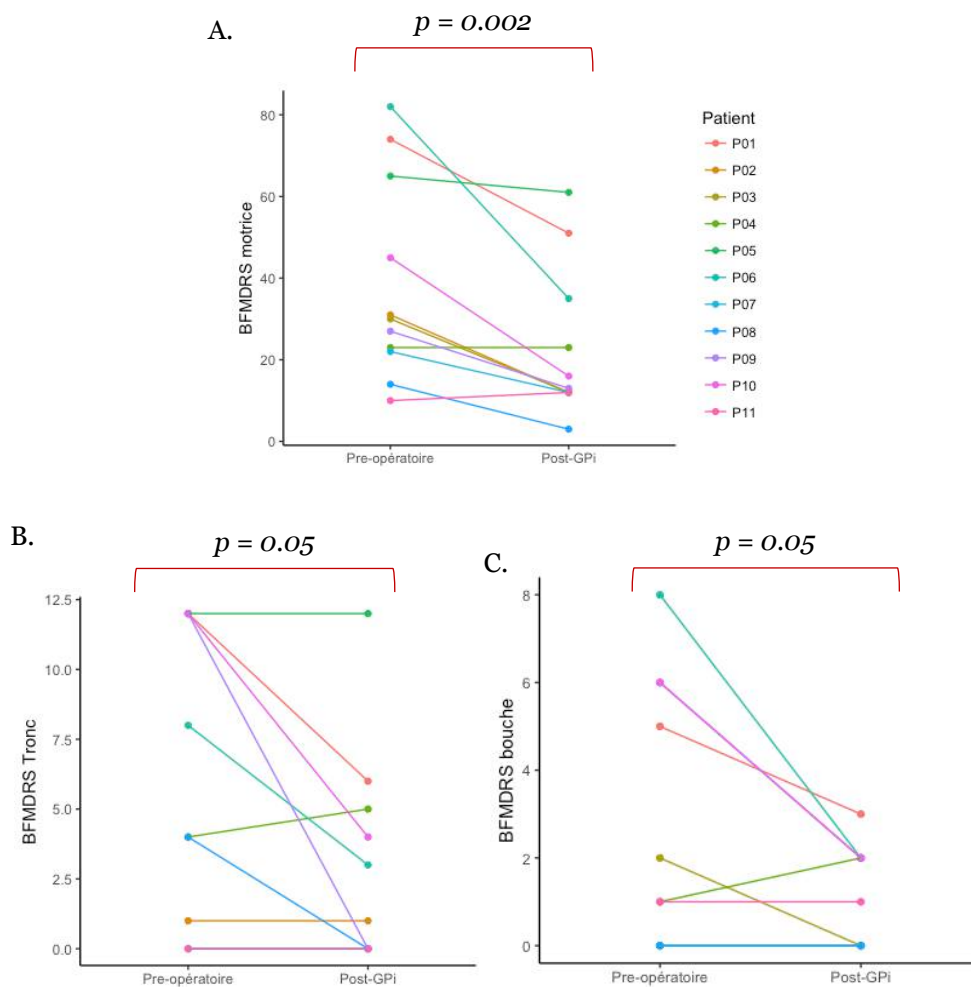 A.
p = 0.002
80
60
40
20
0
BFMDRS motrice
Pre-opératoire
Post-GPi
Patient
P01
P02
P03
P04
P05
P06
P07
P08
P09
P10
P11
B.
p = 0.05
12.5
10.0
7.5
5.0
2.5
0.0
BFMDRS Tronc
Pre-opératoire
Post-GPi
C.
p = 0.05
8
6
4
2
0
BFMDRS bouche
Pre-opératoire
Post-GPi